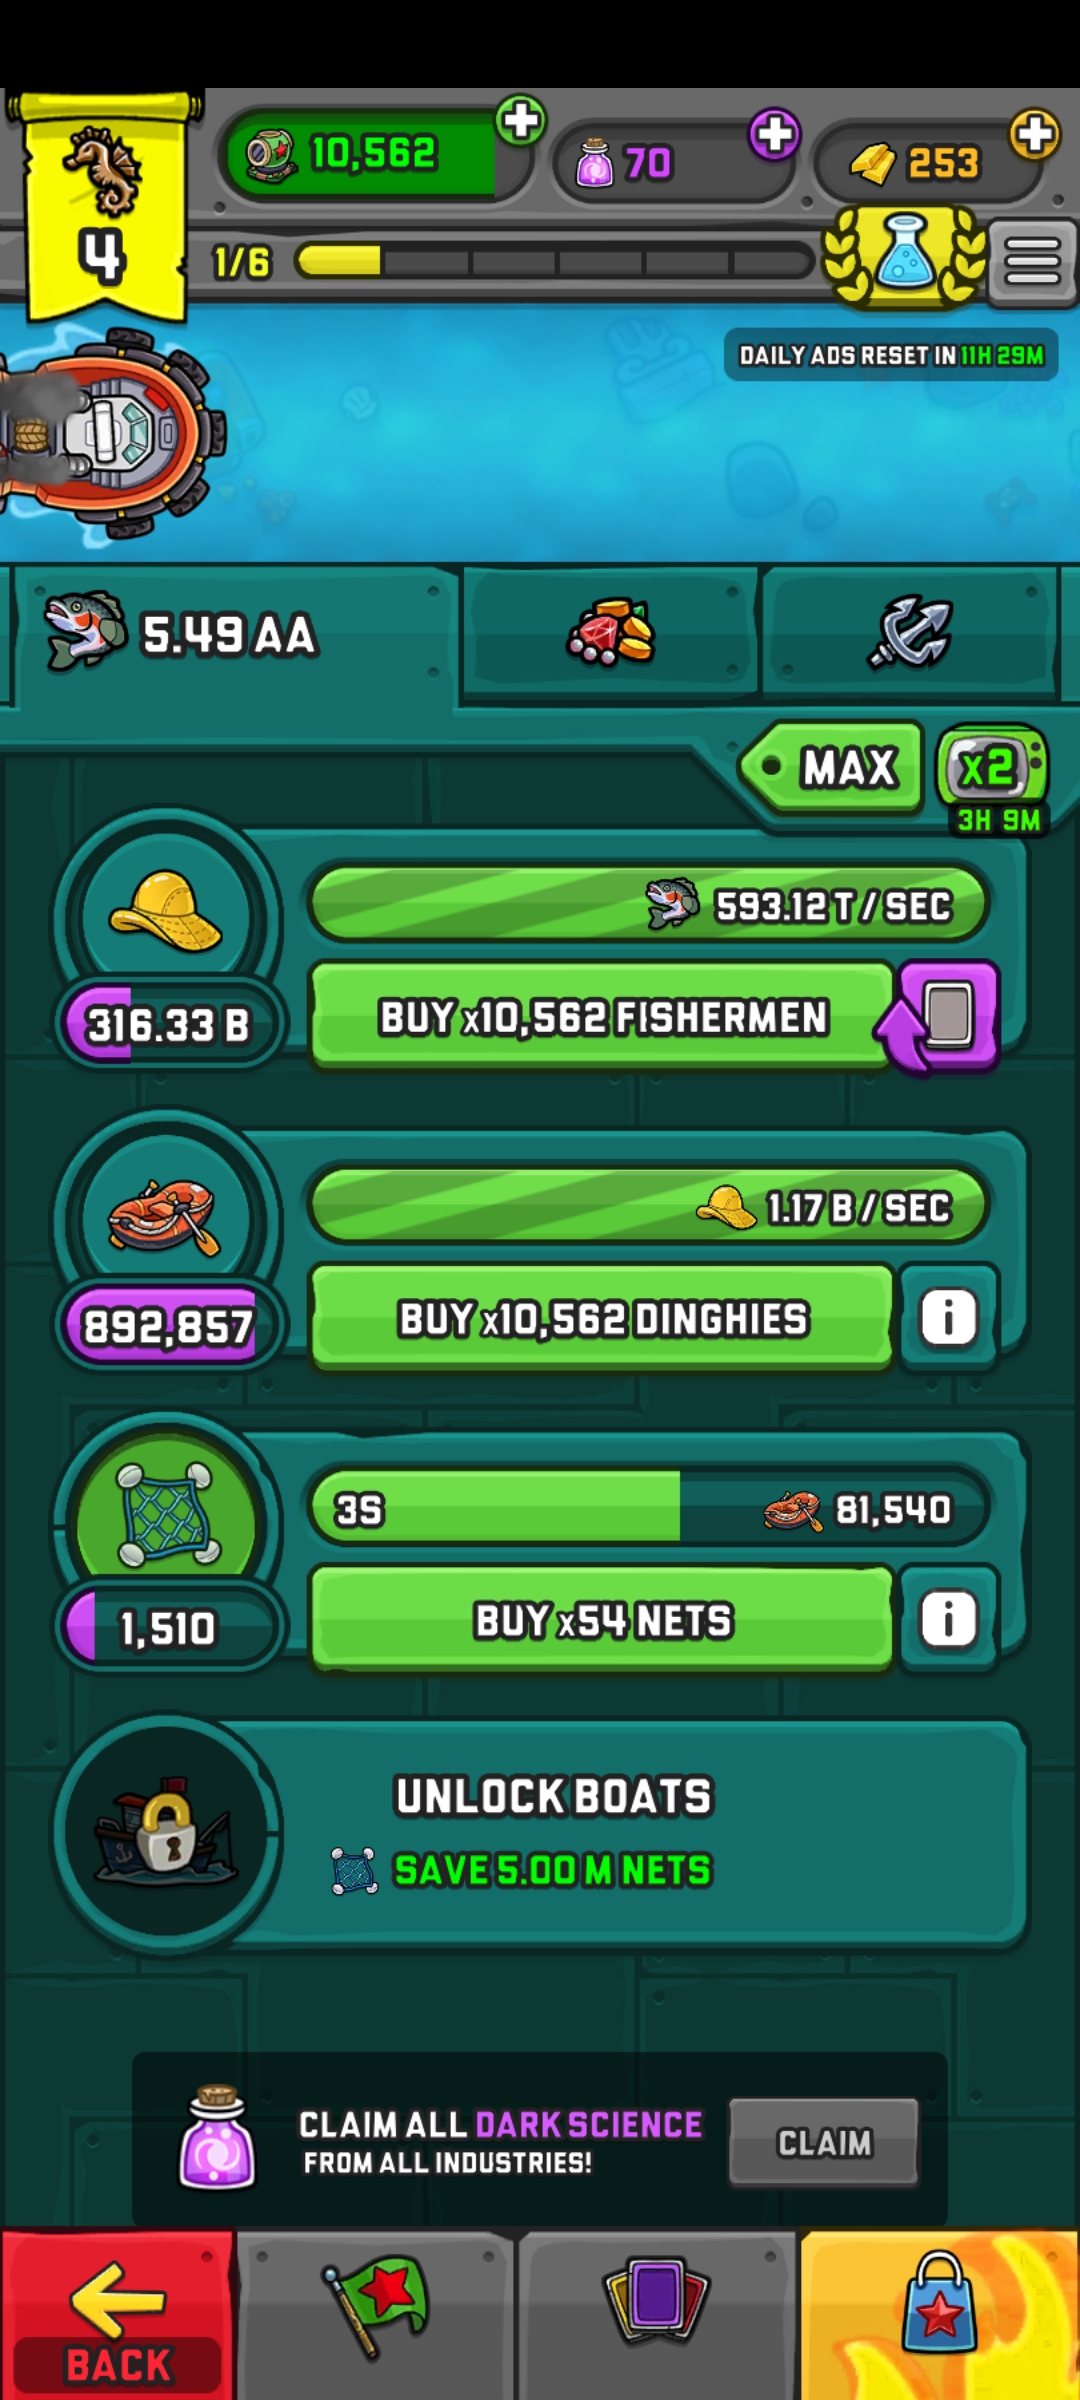 10,562
70
253
4
1/6
DAILY ADS RESET IN 11H 29M
5.49 AA
MAX
x2
3H 9M
593.12 T / SEC
316.33 B
BUY x10,562 FISHERMEN
1.17 B / SEC
892,857
BUY x10,562 DINGHIES
i
3S
81,540
1,510
BUY x54 NETS
i
UNLOCK BOATS
SAVE 5.00 M NETS
CLAIM ALL DARK SCIENCE
FROM ALL INDUSTRIES!
CLAIM
BACK